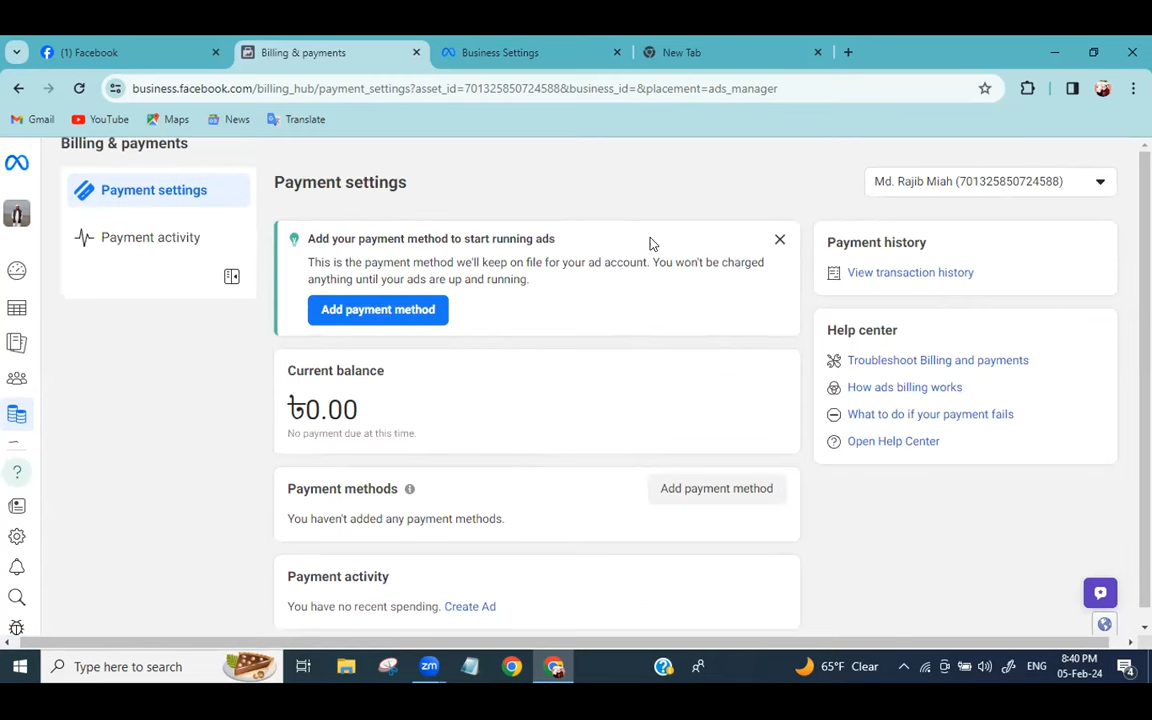 (1) Facebook
Billing & payments
Business Settings
New Tab
business.facebook.com/billing_hub/payment_settings?asset_id=701325850724588&business_id=&placement=ads_manager
Gmail
YouTube
Maps
News
Translate
Billing & payments
Payment settings
Payment activity
Payment settings
Md. Rajib Miah (701325850724588)
Add your payment method to start running ads
This is the payment method we'll keep on file for your ad account. You won't be charged
anything until your ads are up and running.
Add payment method
Current balance
৳0.00
No payment due at this time.
Payment methods
Add payment method
You haven't added any payment methods.
Payment activity
You have no recent spending. Create Ad
Payment history
View transaction history
Help center
Troubleshoot Billing and payments
How ads billing works
What to do if your payment fails
Open Help Center
Type here to search
zm
65°F Clear
ENG
8:40 PM
05-Feb-24
4